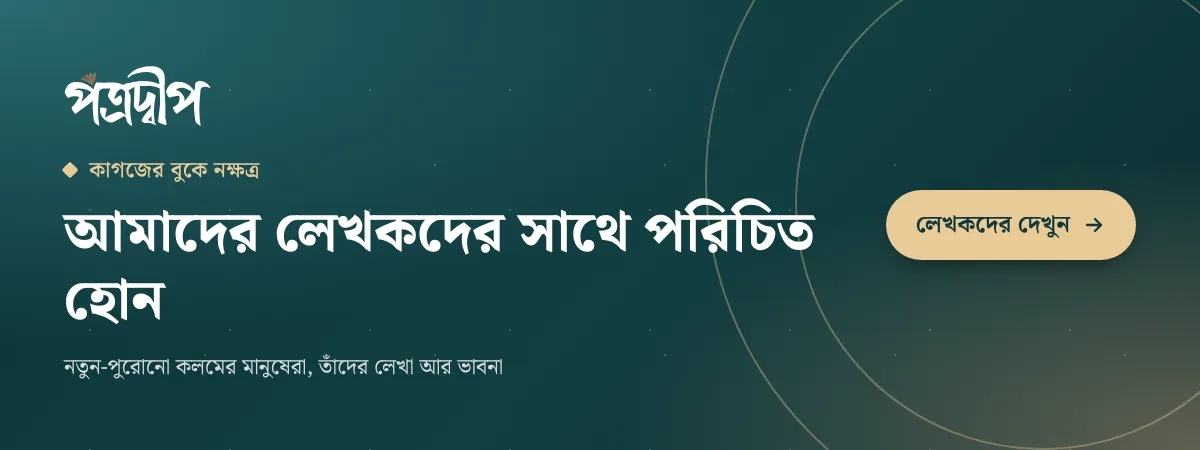 পত্রদ্বীপ
কাগজের বুকে নক্ষত্র
আমাদের লেখকদের সাথে পরিচিত
হোন
নতুন-পুরোনো কলমের মানুষেরা, তাঁদের লেখা আর ভাবনা
লেখকদের দেখুন →